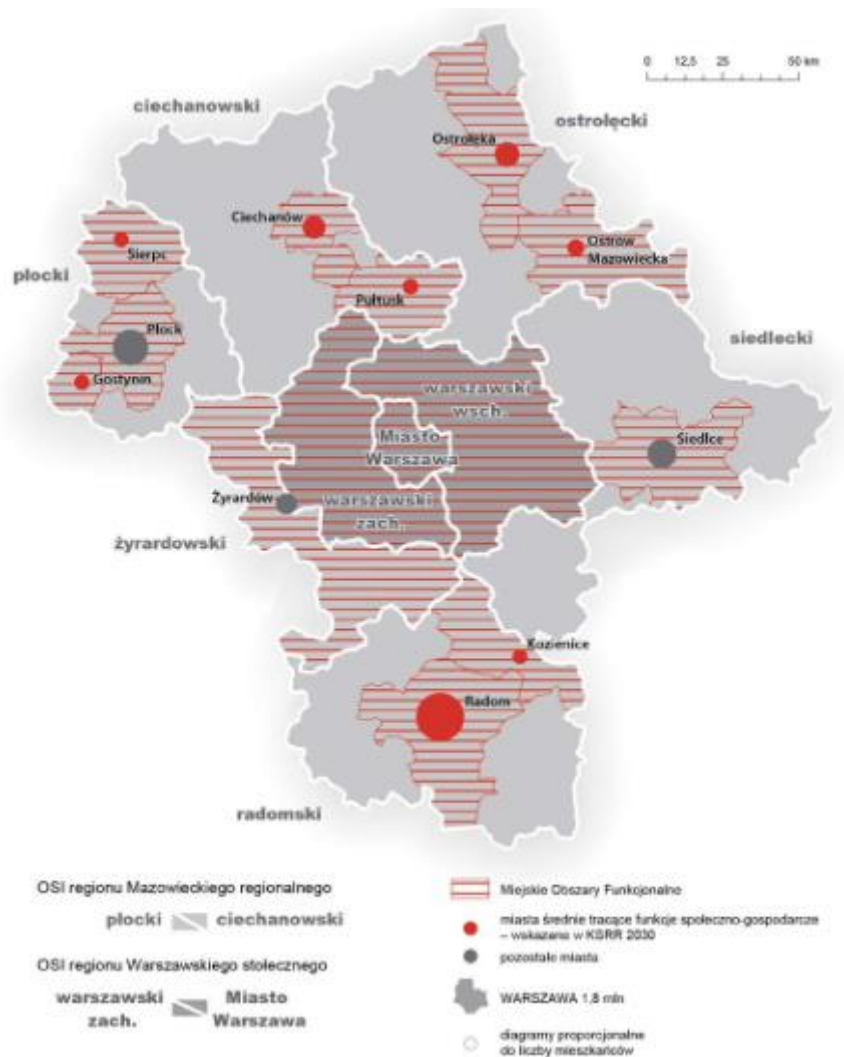 0 12,5 25 50 km
ciechanowski
ostrołęcki
Ostrołęka
Ciechanów
Sierpc
Ostrów
Mazowiecka
płocki
Pułtusk
Płock
siedlecki
Gostynin
warszawski
wsch.
Miasto
Warszawa
Siedlce
Żyrardów
warszawski
zach.
żyrardowski
Kozienice
Radom
radomski
OSI regionu Mazowieckiego regionalnego
płocki ciechanowski
OSI regionu Warszawskiego stołecznego
warszawski
zach.
Miasto
Warszawa
Miejskie Obszary Funkcjonalne
miasta średnie tracące funkcje społeczno-gospodarcze
– wskazane w KSRR 2030
pozostałe miasta
WARSZAWA 1,8 mln
diagramy proporcjonalne
do liczby mieszkańców